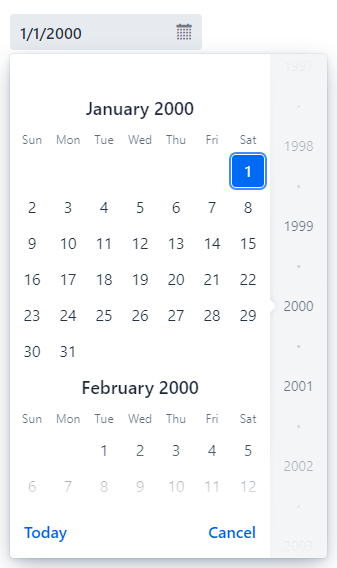 1/1/2000
January 2000
Sun Mon Tue Wed Thu Fri Sat
1
2 3 4 5 6 7 8
9 10 11 12 13 14 15
16 17 18 19 20 21 22
23 24 25 26 27 28 29
30 31
February 2000
Sun Mon Tue Wed Thu Fri Sat
1 2 3 4 5
6 7 8 9 10 11 12
Today Cancel
1997
1998
1999
2000
2001
2002
2003